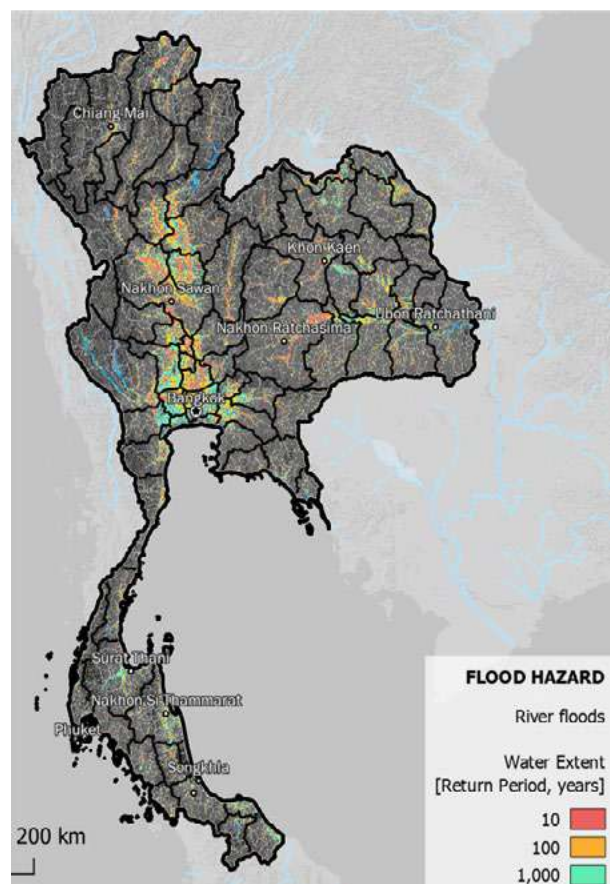 Chiang Mai
Khon Kaen
Nakhon Sawan
Ubon Ratchathani
Nakhon Ratchasima
Bangkok
Surat Thani
Nakhon Si Thammarat
Phuket
Songkhla
FLOOD HAZARD
River floods
Water Extent
[Return Period, years]
10
100
1,000
200 km